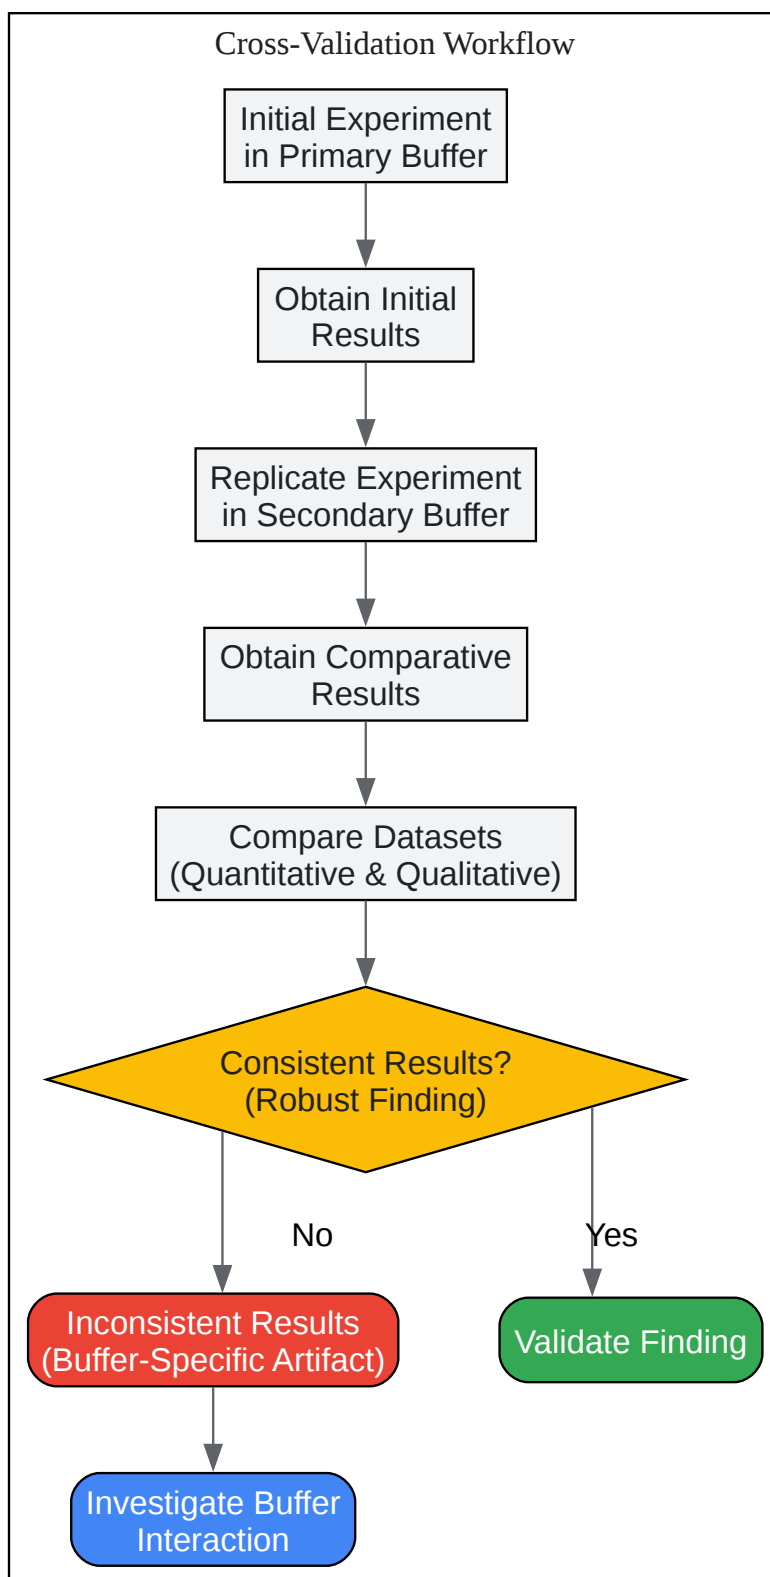 Cross-Validation Workflow
Initial Experiment
in Primary Buffer
Obtain Initial
Results
Replicate Experiment
in Secondary Buffer
Obtain Comparative
Results
Compare Datasets
(Quantitative & Qualitative)
Consistent Results?
(Robust Finding)
No
Yes
Inconsistent Results
(Buffer-Specific Artifact)
Validate Finding
Investigate Buffer
Interaction